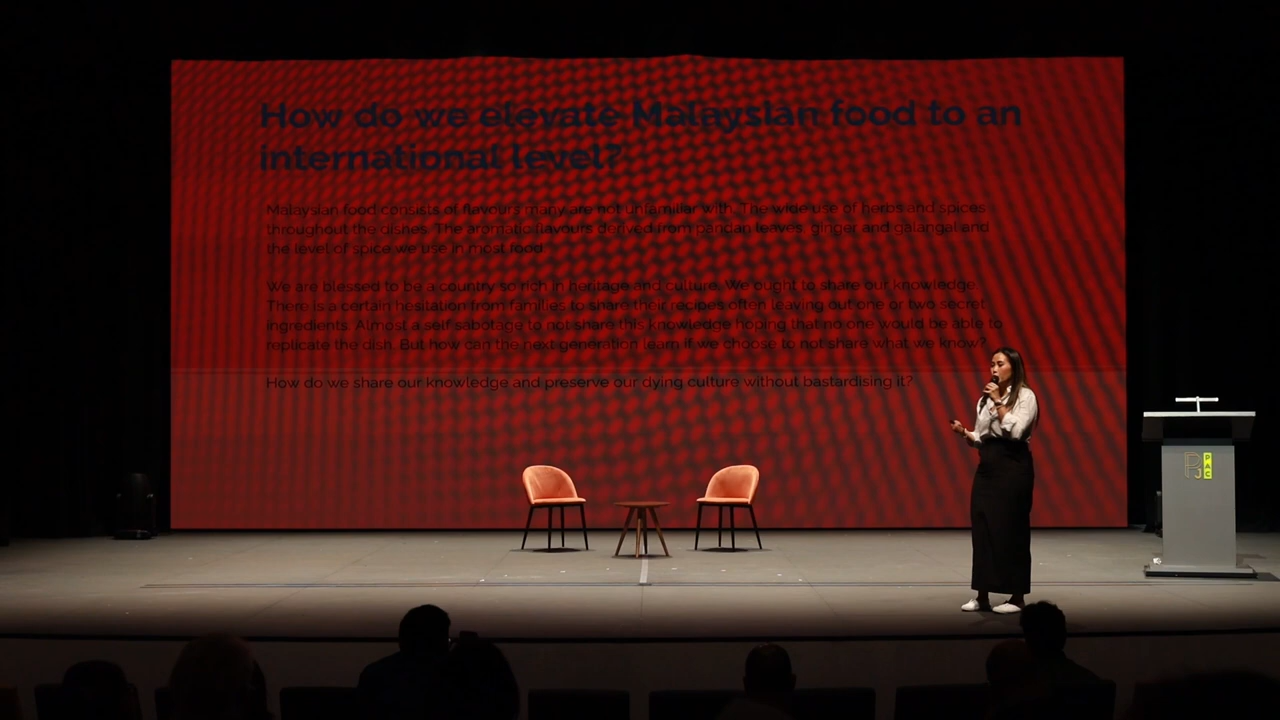 How do we elevate Malaysian food to an
international level?
Malaysian food consists of flavours many are not unfamiliar with. The wide use of herbs and spices
throughout the dishes. The aromatic flavours derived from pandan leaves, ginger and galangal and
the level of spice we use in most food.
We are blessed to be a country so rich in heritage and culture. We ought to share our knowledge.
There is a certain hesitation from families to share their recipes often leaving out one or two secret
ingredients. Almost a self sabotage to not share this knowledge hoping that no one would be able to
replicate the dish. But how can the next generation learn if we choose to not share what we know?
How do we share our knowledge and preserve our dying culture without bastardising it?
PJ
PAC